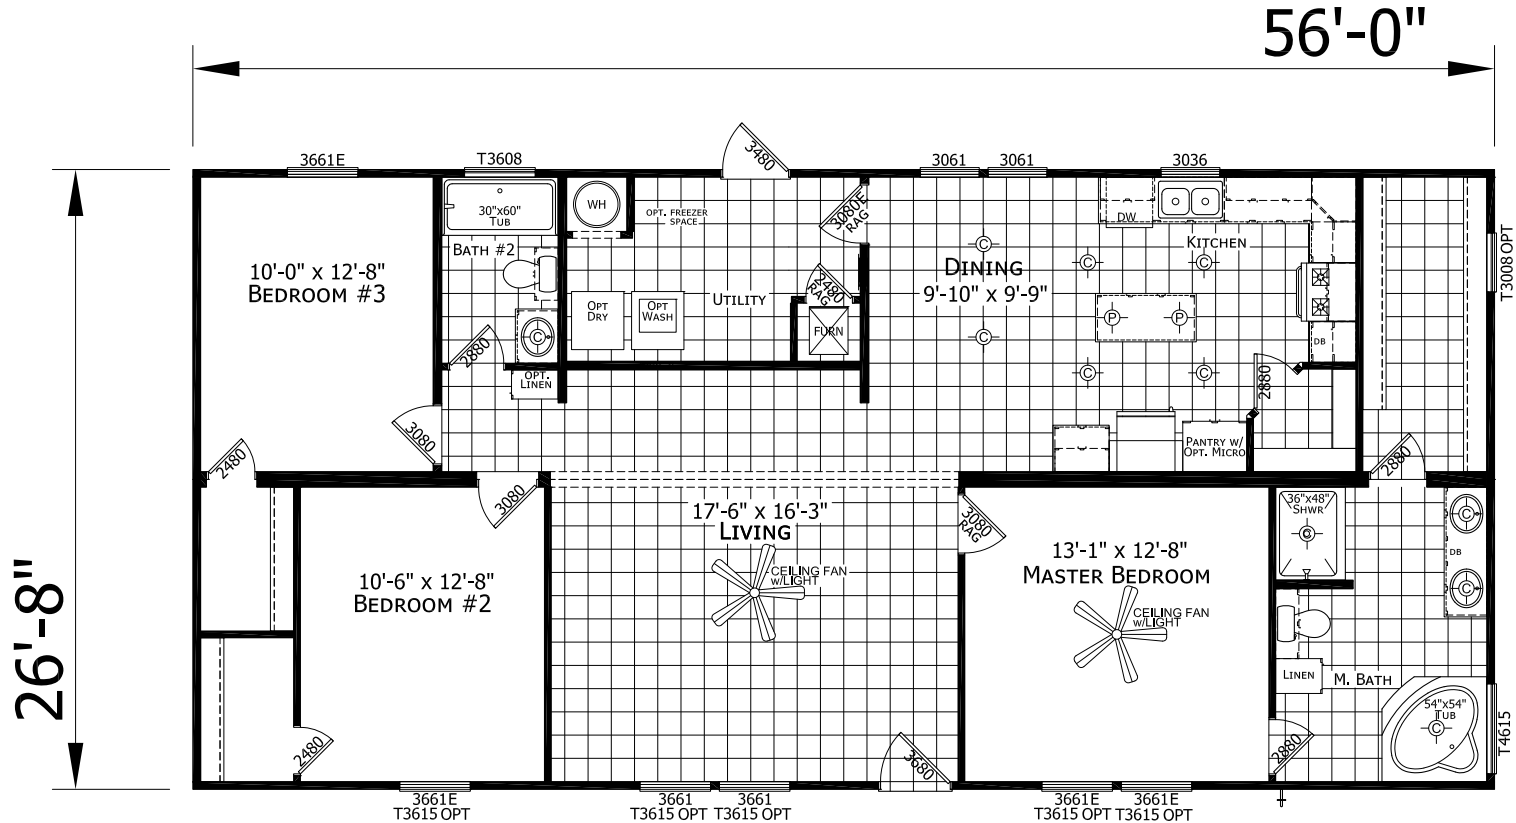 56'-0"
3661E
T3608
3480
3061
3061
3036
30"x60"
TUB
WH
OPT. FREEZER
SPACE
3080E
RAG
DW
KITCHEN
T3008 OPT
BATH #2
10'-0" x 12'-8"
BEDROOM #3
DINING
9'-10" x 9'-9"
C
C
C
C
C
C
2480
RAG
UTILITY
OPT
DRY
OPT
WASH
P
P
FURN
C
DB
2880
OPT.
LINEN
2880
3080
2480
PANTRY W/
OPT. MICRO
2880
3080
17'-6" x 16'-3"
LIVING
3080
RAG
36"x48"
SHWR
C
C
DB
C
13'-1" x 12'-8"
MASTER BEDROOM
10'-6" x 12'-8"
BEDROOM #2
CEILING FAN
w/LIGHT
CEILING FAN
w/LIGHT
26'-8"
LINEN
M. BATH
54"x54"
TUB
C
T4615
2480
3680
2880
3661E
T3615 OPT
3661
T3615 OPT
3661
T3615 OPT
3661E
T3615 OPT
3661E
T3615 OPT